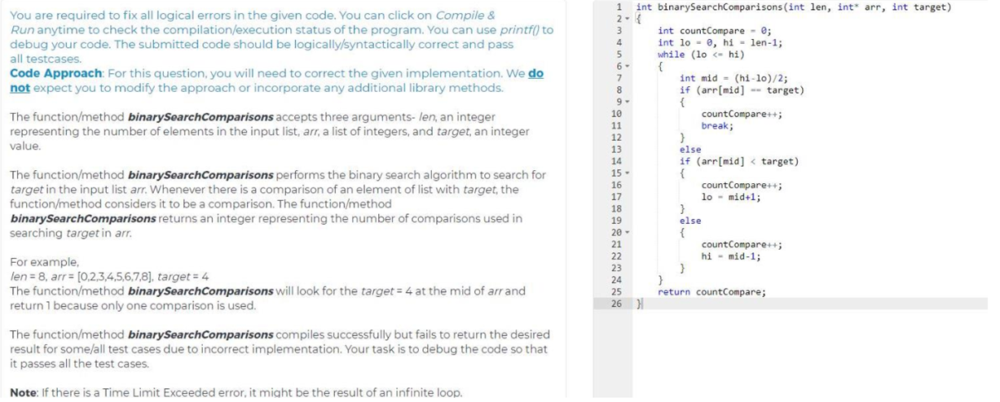 You are required to fix all logical errors in the given code. You can click on Compile &
Run anytime to check the compilation/execution status of the program. You can use printf() to
debug your code. The submitted code should be logically/syntactically correct and pass
all testcases.
Code Approach: For this question, you will need to correct the given implementation. We do
not expect you to modify the approach or incorporate any additional library methods.
The function/method binarySearchComparisons accepts three arguments- len, an integer
representing the number of elements in the input list, arr, a list of integers, and target, an integer
value.
The function/method binarySearchComparisons performs the binary search algorithm to search for
target in the input list arr. Whenever there is a comparison of an element of list with target, the
function/method considers it to be a comparison. The function/method
binarySearchComparisons returns an integer representing the number of comparisons used in
searching target in arr.
For example,
len = 8, arr = [0,2,3,4,5,6,7,8], target = 4
The function/method binarySearchComparisons will look for the target = 4 at the mid of arr and
return 1 because only one comparison is used.
The function/method binarySearchComparisons compiles successfully but fails to return the desired
result for some/all test cases due to incorrect implementation. Your task is to debug the code so that
it passes all the test cases.
Note: If there is a Time Limit Exceeded error, it might be the result of an infinite loop.
1 int binarySearchComparisons(int len, int* arr, int target)
2 {
3 int countCompare = 0;
4 int lo = 0, hi = len-1;
5 while (lo <= hi)
6 {
7 int mid = (hi-lo)/2;
8 if (arr[mid] == target)
9 {
10 countCompare++;
11 break;
12 }
13 else
14 if (arr[mid] < target)
15 {
16 countCompare++;
17 lo = mid+1;
18 }
19 else
20 {
21 countCompare++;
22 hi = mid-1;
23 }
24 }
25 return countCompare;
26 }